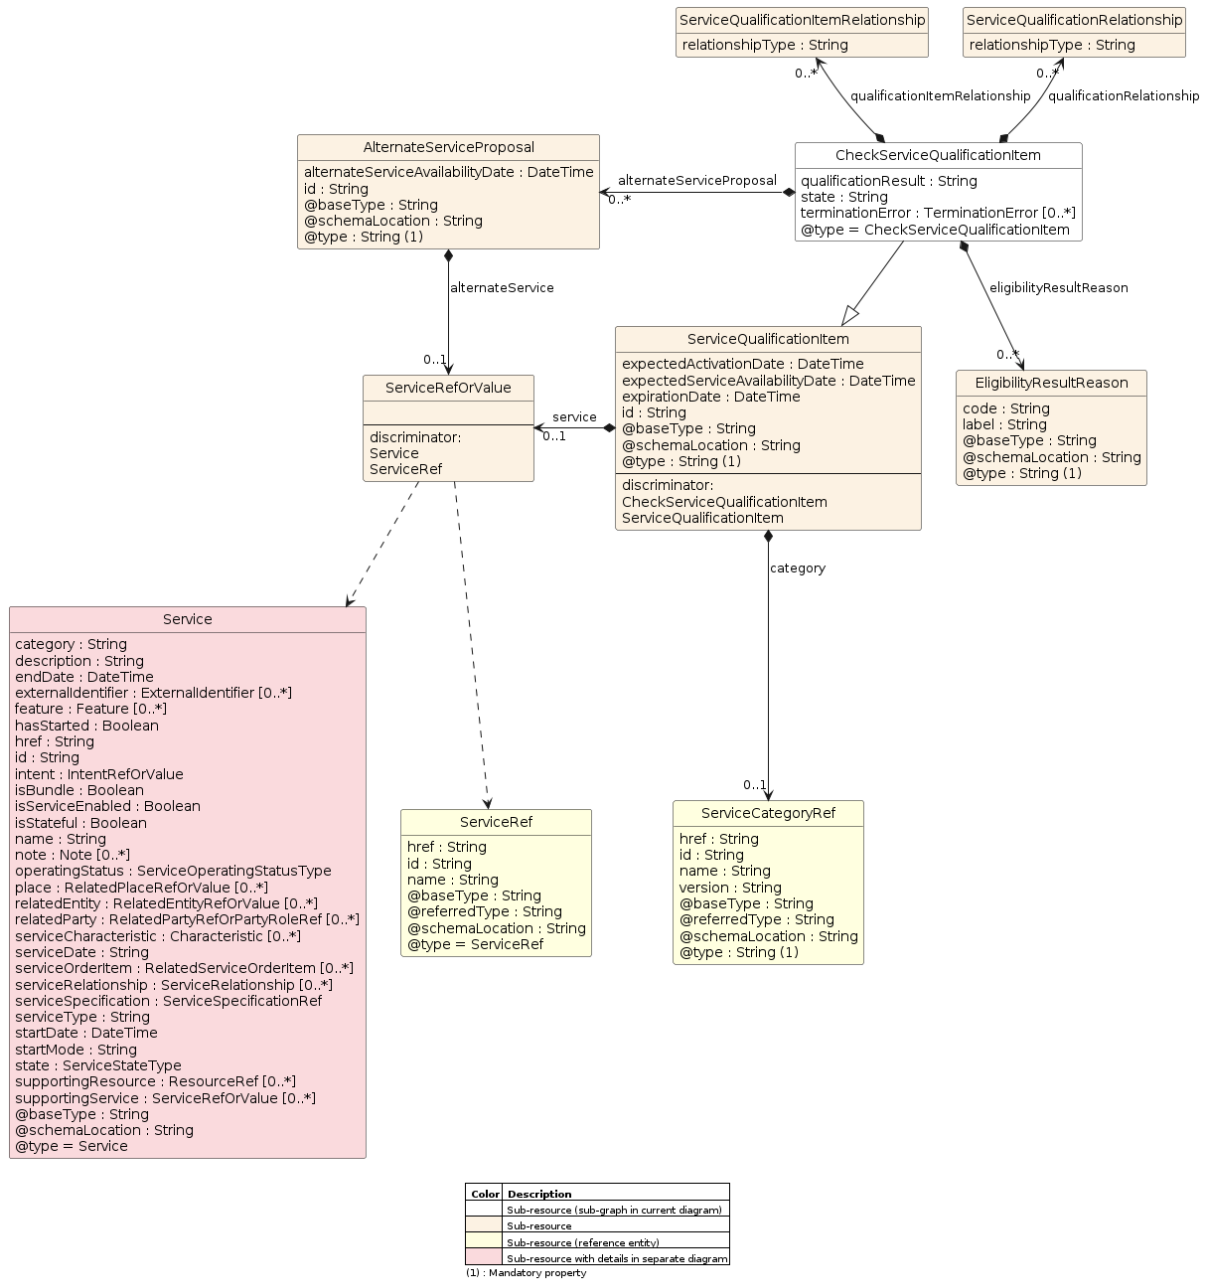 ServiceQualificationItemRelationship
relationshipType : String
ServiceQualificationRelationship
relationshipType : String
0..*
0..*
qualificationItemRelationship
qualificationRelationship
AlternateServiceProposal
alternateServiceAvailabilityDate : DateTime
id : String
@baseType : String
@schemaLocation : String
@type : String (1)
alternateServiceProposal
0..*
CheckServiceQualificationItem
qualificationResult : String
state : String
terminationError : TerminationError [0..*]
@type = CheckServiceQualificationItem
alternateService
0..1
eligibilityResultReason
0..*
ServiceRefOrValue
discriminator:
Service
ServiceRef
service
0..1
ServiceQualificationItem
expectedActivationDate : DateTime
expectedServiceAvailabilityDate : DateTime
expirationDate : DateTime
id : String
@baseType : String
@schemaLocation : String
@type : String (1)
discriminator:
CheckServiceQualificationItem
ServiceQualificationItem
EligibilityResultReason
code : String
label : String
@baseType : String
@schemaLocation : String
@type : String (1)
category
0..1
Service
category : String
description : String
endDate : DateTime
externalIdentifier : ExternalIdentifier [0..*]
feature : Feature [0..*]
hasStarted : Boolean
href : String
id : String
intent : IntentRefOrValue
isBundle : Boolean
isServiceEnabled : Boolean
isStateful : Boolean
name : String
note : Note [0..*]
operatingStatus : ServiceOperatingStatusType
place : RelatedPlaceRefOrValue [0..*]
relatedEntity : RelatedEntityRefOrValue [0..*]
relatedParty : RelatedPartyRefOrPartyRoleRef [0..*]
serviceCharacteristic : Characteristic [0..*]
serviceDate : String
serviceOrderItem : RelatedServiceOrderItem [0..*]
serviceRelationship : ServiceRelationship [0..*]
serviceSpecification : ServiceSpecificationRef
serviceType : String
startDate : DateTime
startMode : String
state : ServiceStateType
supportingResource : ResourceRef [0..*]
supportingService : ServiceRefOrValue [0..*]
@baseType : String
@schemaLocation : String
@type = Service
ServiceRef
href : String
id : String
name : String
@baseType : String
@referredType : String
@schemaLocation : String
@type = ServiceRef
ServiceCategoryRef
href : String
id : String
name : String
version : String
@baseType : String
@referredType : String
@schemaLocation : String
@type : String (1)
Color Description
Sub-resource (sub-graph in current diagram)
Sub-resource
Sub-resource (reference entity)
Sub-resource with details in separate diagram
(1) : Mandatory property